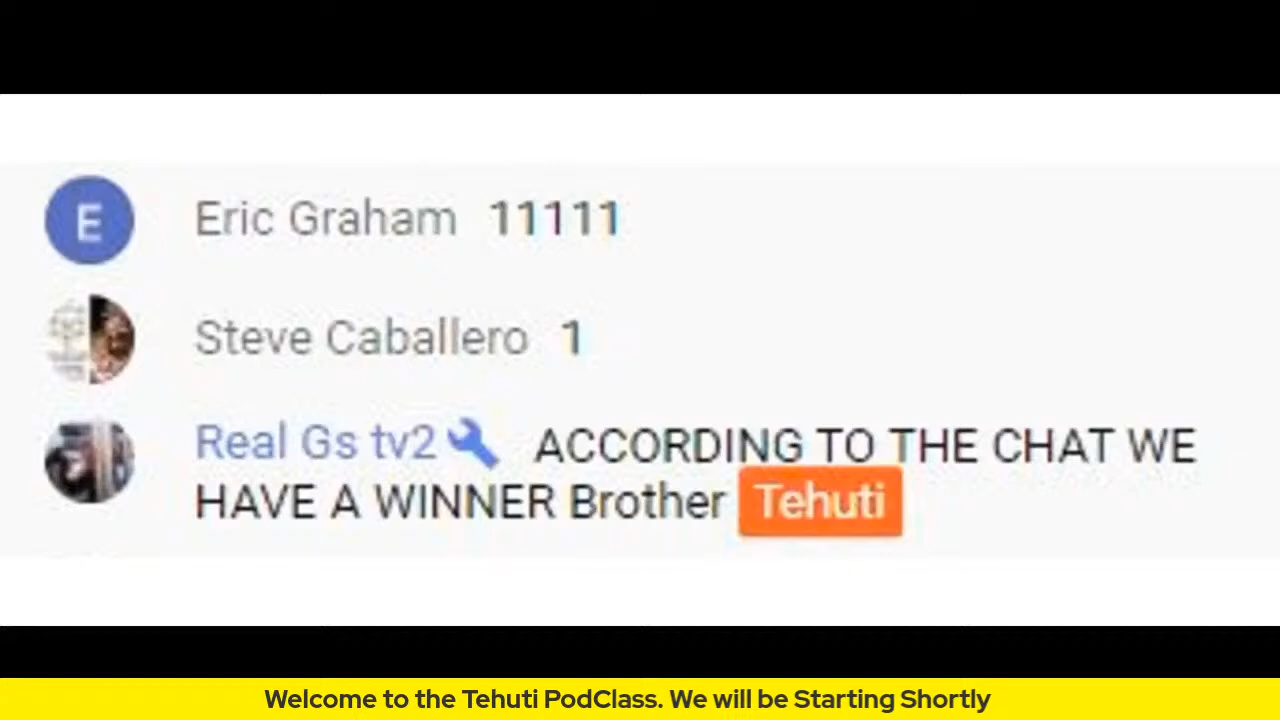 E
Eric Graham 11111
Steve Caballero 1
Real Gs tv2 ACCORDING TO THE CHAT WE
HAVE A WINNER Brother Tehuti
Welcome to the Tehuti PodClass. We will be Starting Shortly